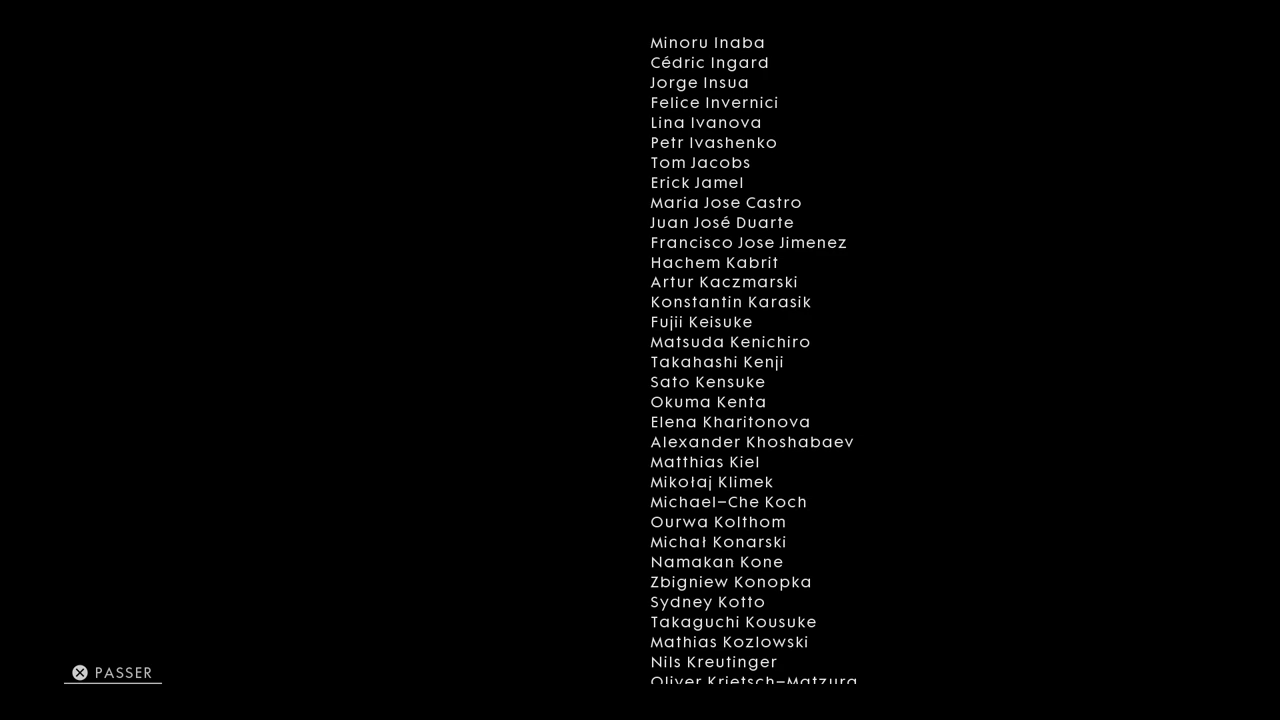 Minoru Inaba
Cédric Ingard
Jorge Insua
Felice Invernici
Lina Ivanova
Petr Ivashenko
Tom Jacobs
Erick Jamel
Maria Jose Castro
Juan José Duarte
Francisco Jose Jimenez
Hachem Kabrit
Artur Kaczmarski
Konstantin Karasik
Fujii Keisuke
Matsuda Kenichiro
Takahashi Kenji
Sato Kensuke
Okuma Kenta
Elena Kharitonova
Alexander Khoshabaev
Matthias Kiel
Mikołaj Klimek
Michael-Che Koch
Ourwa Kolthom
Michał Konarski
Namakan Kone
Zbigniew Konopka
Sydney Kotto
Takaguchi Kousuke
Mathias Kozlowski
Nils Kreutinger
Oliver Krietsch-Matzura
PASSER